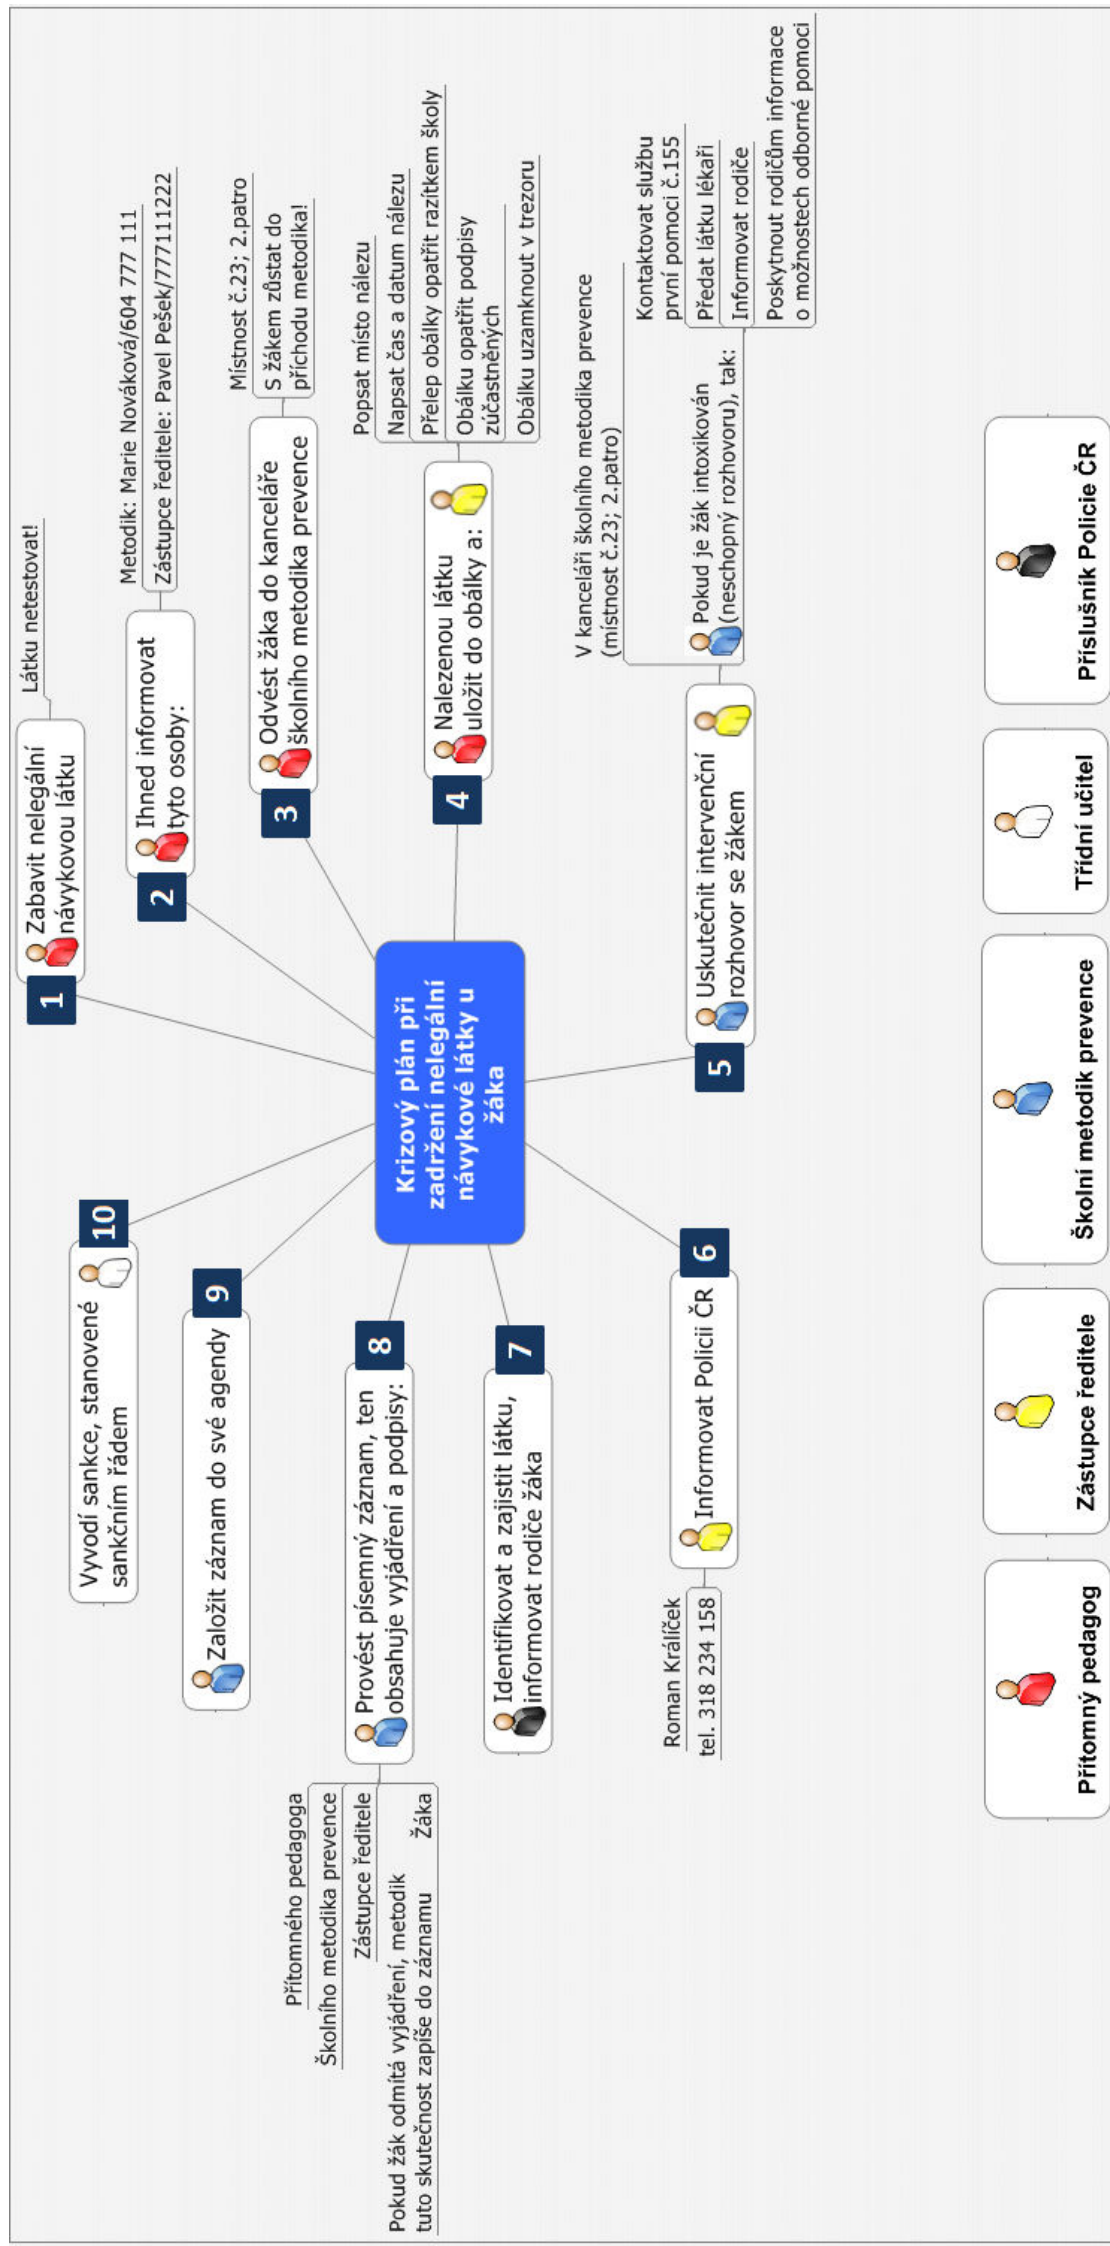 Krizový plán při
zadržení nelegální
návykové látky u
žáka
1
Zabavit nelegální
návykovou látku
Látku netestovat!
2
Ihned informovat
tyto osoby:
Metodik: Marie Nováková/604 777 111
Zástupce ředitele: Pavel Pešek/777111222
3
Odvést žáka do kanceláře
školního metodika prevence
Místnost č.23; 2.patro
S žákem zůstat do
příchodu metodika!
4
Nalezenou látku
uložit do obálky a:
Popsat místo nálezu
Napsat čas a datum nálezu
Přelep obálky opatřit razítkem školy
Obálku opatřit podpisy
zúčastněných
Obálku uzamknout v trezoru
5
Uskutečnit intervenční
rozhovor se žákem
V kanceláři školního metodika prevence
(místnost č.23; 2.patro)
Pokud je žák intoxikován
(neschopný rozhovoru), tak:
Kontaktovat službu
první pomoci č.155
Předat látku lékaři
Informovat rodiče
Poskytnout rodičům informace
o možnostech odborné pomoci
6
Informovat Policii ČR
Roman Králíček
tel. 318 234 158
7
Identifikovat a zajistit látku,
informovat rodiče žáka
8
Provést písemný záznam, ten
obsahuje vyjádření a podpisy:
Přítomného pedagoga
Školního metodika prevence
Zástupce ředitele
Pokud žák odmítá vyjádření, metodik
tuto skutečnost zapíše do záznamu
Žáka
9
Založit záznam do své agendy
10
Vyvodí sankce, stanovené
sankčním řádem
Přítomný pedagog
Zástupce ředitele
Školní metodik prevence
Třídní učitel
Příslušník Policie ČR